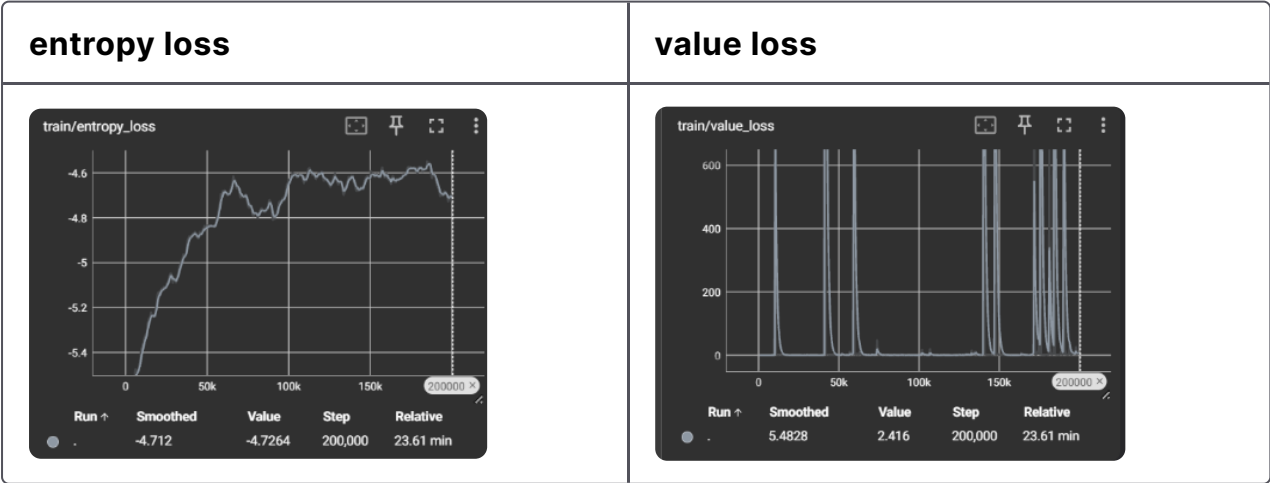 entropy loss
value loss
train/entropy_loss
-4.6
-4.8
-5
-5.2
-5.4
0 50k 100k 150k 200000 ×
Run ↑ Smoothed Value Step Relative
. -4.712 -4.7264 200,000 23.61 min
train/value_loss
600
400
200
0
0 50k 100k 150k 200000 ×
Run ↑ Smoothed Value Step Relative
. 5.4828 2.416 200,000 23.61 min